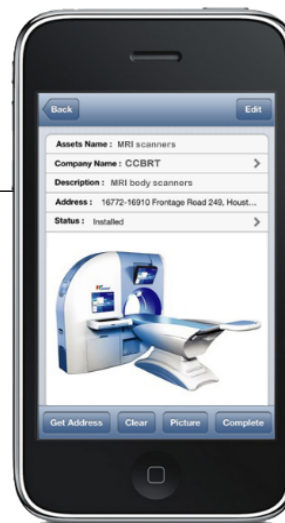 Back Edit
Assets Name : MRI scanners
Company Name : CCBRT
Description : MRI body scanners
Address : 16772-16910 Frontage Road 249, Houst...
Status : Installed
Get Address Clear Picture Complete